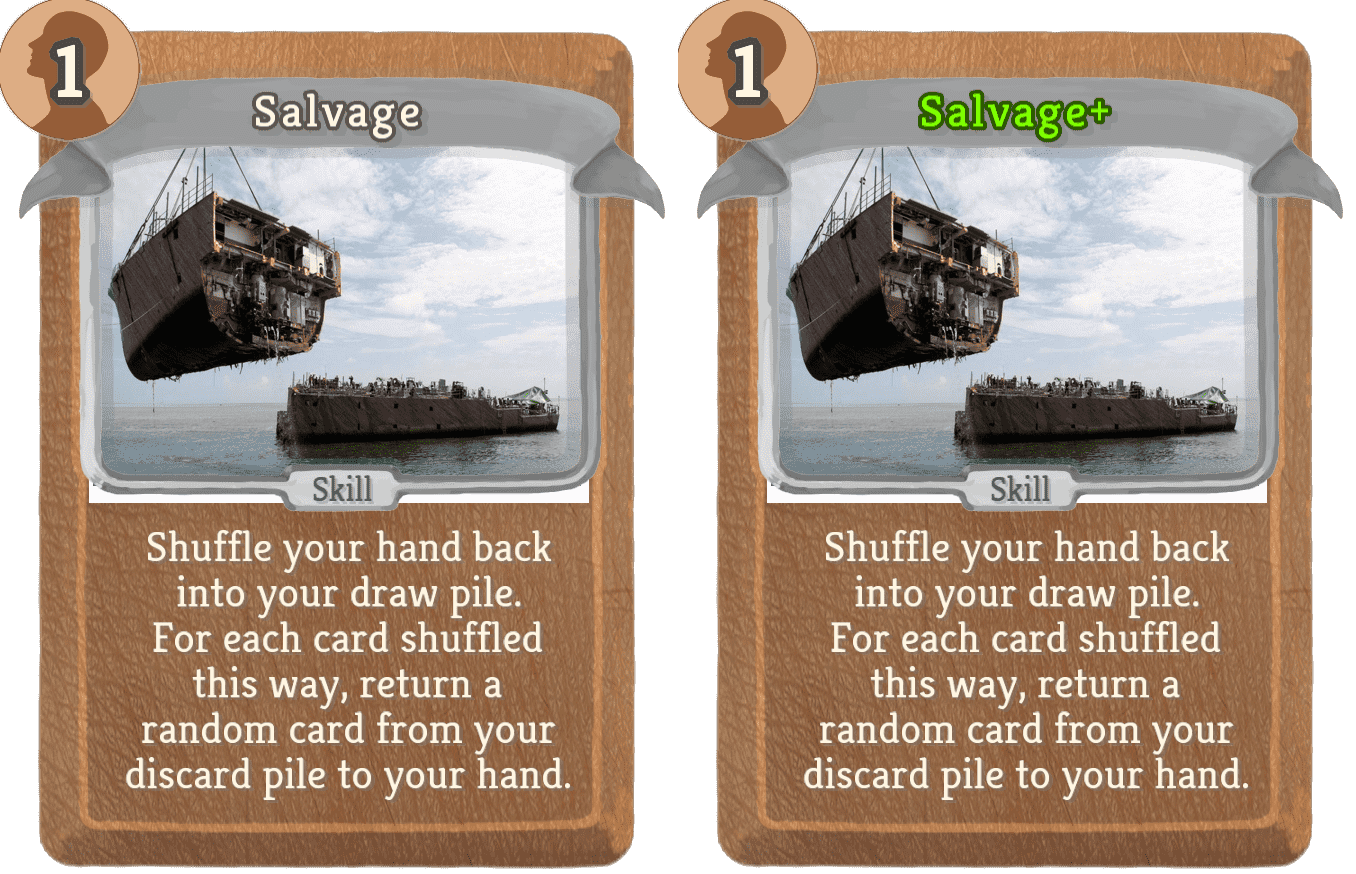 1
Salvage
Skill
Shuffle your hand back
into your draw pile.
For each card shuffled
this way, return a
random card from your
discard pile to your hand.
1
Salvage+
Skill
Shuffle your hand back
into your draw pile.
For each card shuffled
this way, return a
random card from your
discard pile to your hand.